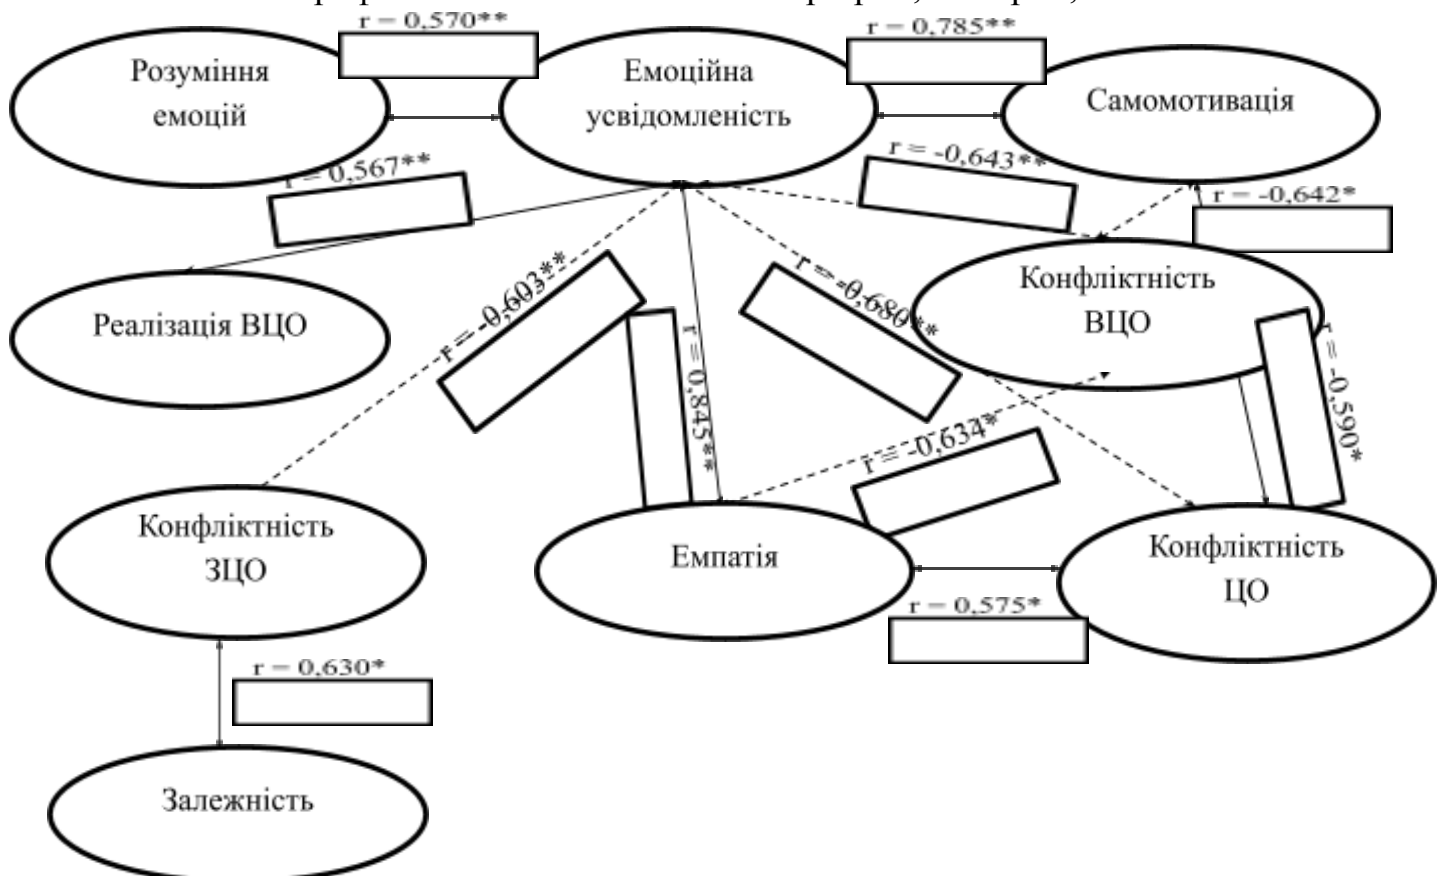 r = 0,570**
r = 0,785**
Розуміння
емоцій
Емоційна
усвідомленість
Самомотивація
r = 0,567**
r = -0,643**
r = -0,642*
Реалізація ВЦО
r = -0,603**
r = 0,845**
r = -0,680**
Конфліктність
ВЦО
r = -0,590*
r = -0,634*
Конфліктність
ЗЦО
Емпатія
Конфліктність
ЦО
r = 0,575*
r = 0,630*
Залежність